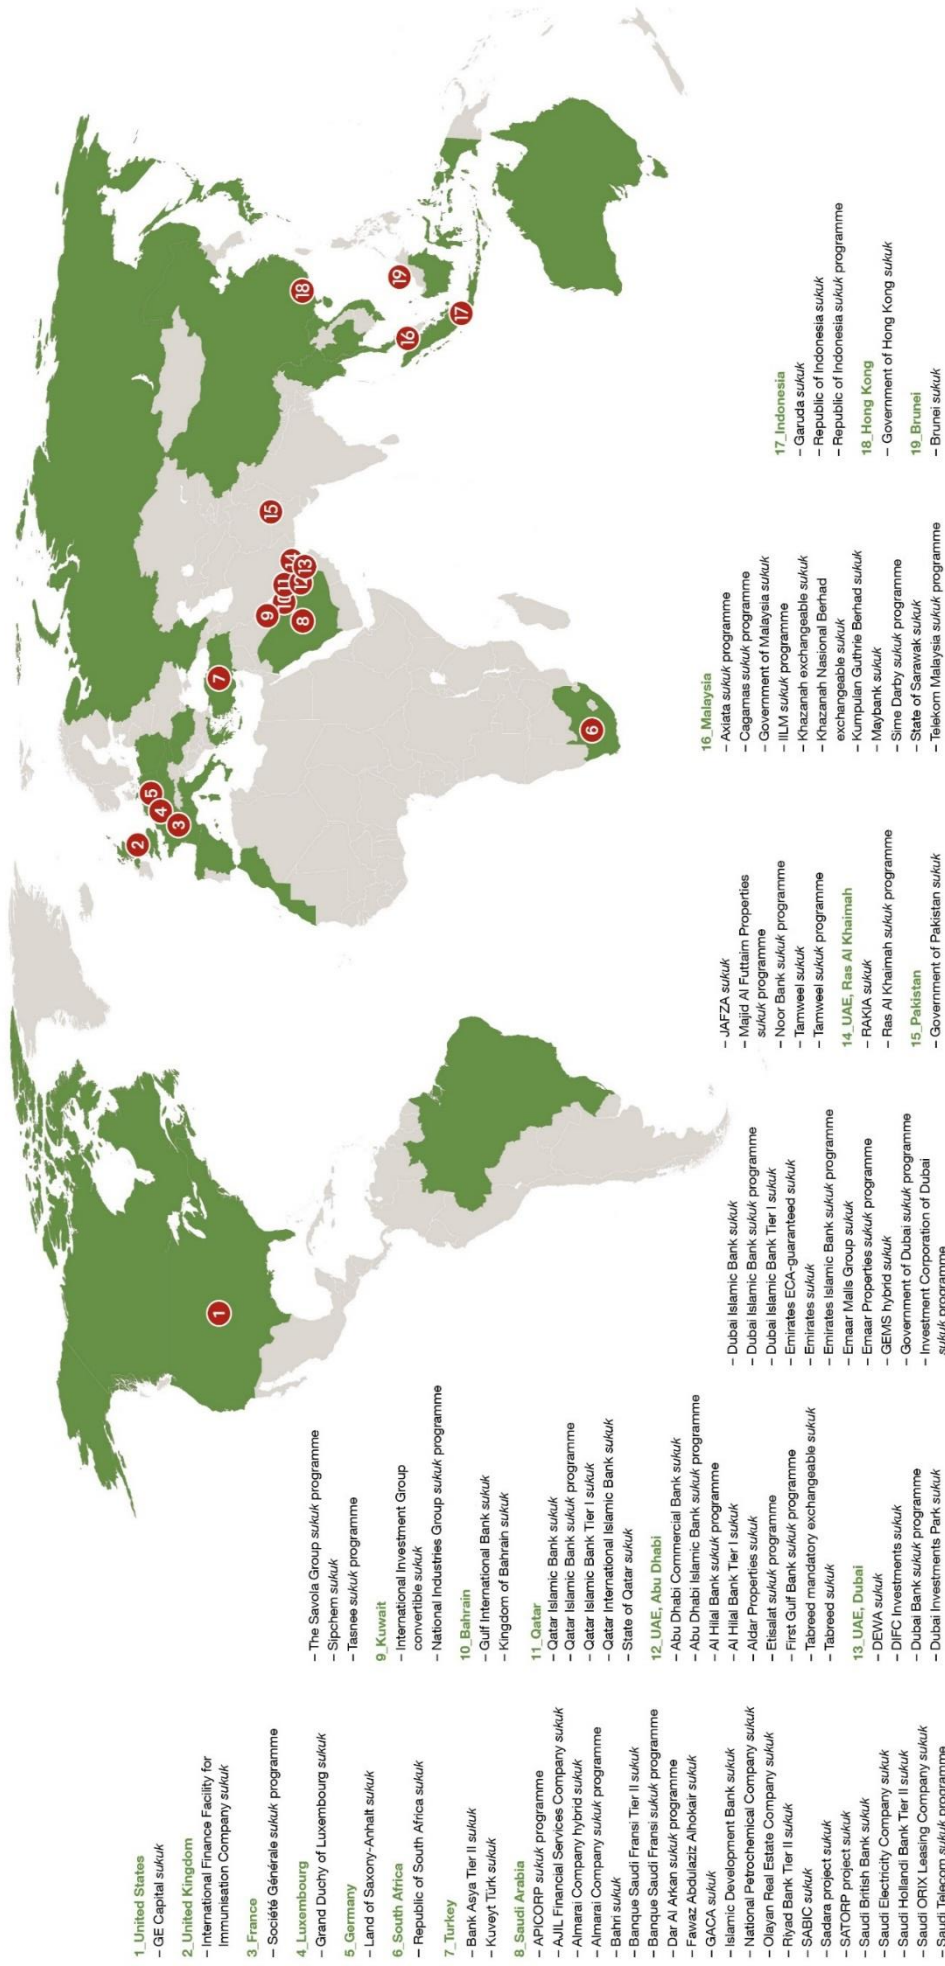 1_United States
– GE Capital sukuk
2_United Kingdom
– International Finance Facility for
Immunisation Company sukuk
3_France
– Société Générale sukuk programme
4_Luxembourg
– Grand Duchy of Luxembourg sukuk
5_Germany
– Land of Saxony-Anhalt sukuk
6_South Africa
– Republic of South Africa sukuk
7_Turkey
– Bank Asya Tier II sukuk
– Kuveyt Türk sukuk
8_Saudi Arabia
– APICORP sukuk programme
– AJIL Financial Services Company sukuk
– Almarai Company hybrid sukuk
– Almarai Company sukuk programme
– Bahri sukuk
– Banque Saudi Fransi Tier II sukuk
– Banque Saudi Fransi sukuk programme
– Dar Al Arkan sukuk programme
– Fawaz Abdulaziz Alhokair sukuk
– GACA sukuk
– Islamic Development Bank sukuk
– National Petrochemical Company sukuk
– Olayan Real Estate Company sukuk
– Riyad Bank Tier II sukuk
– SABIC sukuk
– Sadara project sukuk
– SATORP project sukuk
– Saudi British Bank sukuk
– Saudi Electricity Company sukuk
– Saudi Hollandi Bank Tier II sukuk
– Saudi ORIX Leasing Company sukuk
– Saudi Telecom sukuk programme
– The Savola Group sukuk programme
– Sipchem sukuk
– Tasnee sukuk programme
9_Kuwait
– International Investment Group
convertible sukuk
– National Industries Group sukuk programme
10_Bahrain
– Gulf International Bank sukuk
– Kingdom of Bahrain sukuk
11_Qatar
– Qatar Islamic Bank sukuk
– Qatar Islamic Bank sukuk programme
– Qatar Islamic Bank Tier I sukuk
– Qatar International Islamic Bank sukuk
– State of Qatar sukuk
12_UAE, Abu Dhabi
– Abu Dhabi Commercial Bank sukuk
– Abu Dhabi Islamic Bank sukuk programme
– Al Hilal Bank sukuk programme
– Al Hilal Bank Tier I sukuk
– Aldar Properties sukuk
– Etisalat sukuk programme
– First Gulf Bank sukuk programme
– Tabreed mandatory exchangeable sukuk
– Tabreed sukuk
13_UAE, Dubai
– DEWA sukuk
– DIFC Investments sukuk
– Dubai Bank sukuk programme
– Dubai Investments Park sukuk
– Dubai Islamic Bank sukuk
– Dubai Islamic Bank sukuk programme
– Dubai Islamic Bank Tier I sukuk
– Emirates ECA-guaranteed sukuk
– Emirates sukuk
– Emirates Islamic Bank sukuk programme
– Emaar Malls Group sukuk
– Emaar Properties sukuk programme
– GEMS hybrid sukuk
– Government of Dubai sukuk programme
– Investment Corporation of Dubai
sukuk programme
– JAFZA sukuk
– Majid Al Futtaim Properties
sukuk programme
– Noor Bank sukuk programme
– Tamweel sukuk
– Tamweel sukuk programme
14_UAE, Ras Al Khaimah
– RAKIA sukuk
– Ras Al Khaimah sukuk programme
15_Pakistan
– Government of Pakistan sukuk
16_Malaysia
– Axiata sukuk programme
– Cagamas sukuk programme
– Government of Malaysia sukuk
– IILM sukuk programme
– Khazanah exchangeable sukuk
– Khazanah Nasional Berhad
exchangeable sukuk
– Kumpulan Guthrie Berhad sukuk
– Maybank sukuk
– Sime Darby sukuk programme
– State of Sarawak sukuk
– Telekom Malaysia sukuk programme
17_Indonesia
– Garuda sukuk
– Republic of Indonesia sukuk
– Republic of Indonesia sukuk programme
18_Hong Kong
– Government of Hong Kong sukuk
19_Brunei
– Brunei sukuk
1
2
3
4
5
6
7
8
9
10
11
12
13
14
15
16
17
18
19